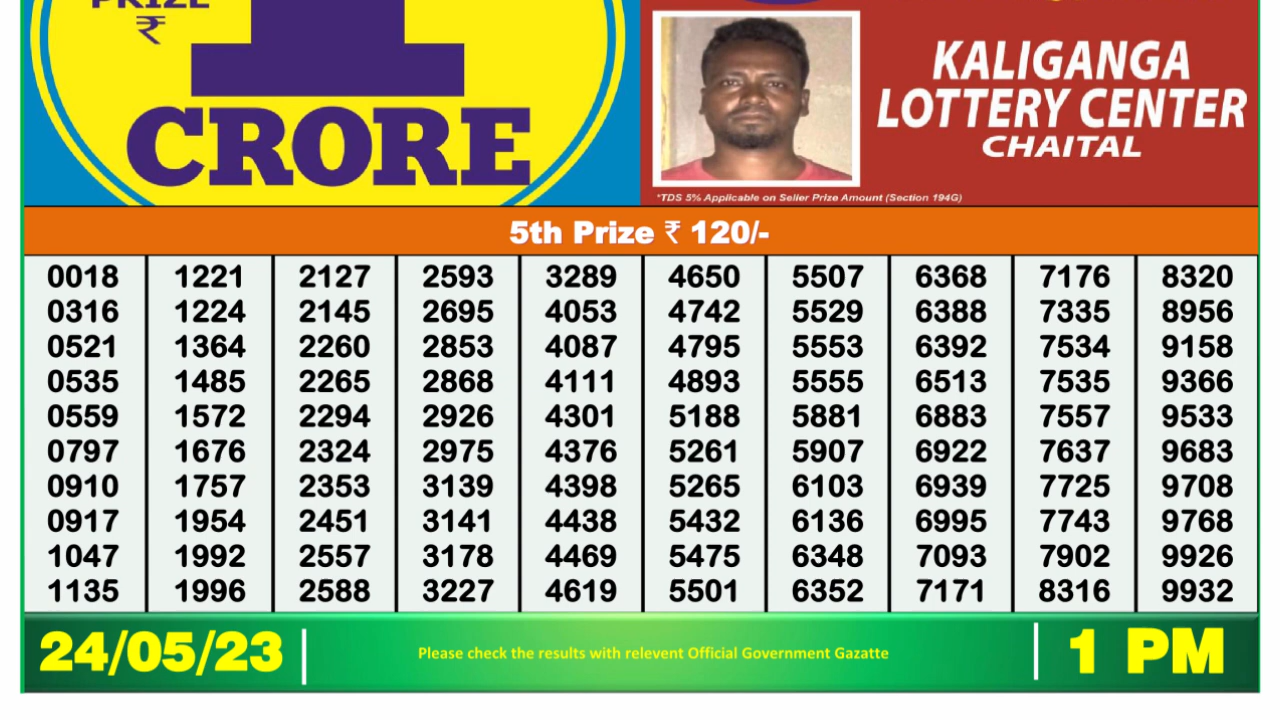 PRIZE
₹
1
CRORE
KALIGANGA
LOTTERY CENTER
CHAITAL
*TDS 5% Applicable on Seller Prize Amount (Section 194G)
5th Prize ₹ 120/-
0018 1221 2127 2593 3289 4650 5507 6368 7176 8320
0316 1224 2145 2695 4053 4742 5529 6388 7335 8956
0521 1364 2260 2853 4087 4795 5553 6392 7534 9158
0535 1485 2265 2868 4111 4893 5555 6513 7535 9366
0559 1572 2294 2926 4301 5188 5881 6883 7557 9533
0797 1676 2324 2975 4376 5261 5907 6922 7637 9683
0910 1757 2353 3139 4398 5265 6103 6939 7725 9708
0917 1954 2451 3141 4438 5432 6136 6995 7743 9768
1047 1992 2557 3178 4469 5475 6348 7093 7902 9926
1135 1996 2588 3227 4619 5501 6352 7171 8316 9932
24/05/23
Please check the results with relevent Official Government Gazatte
1 PM